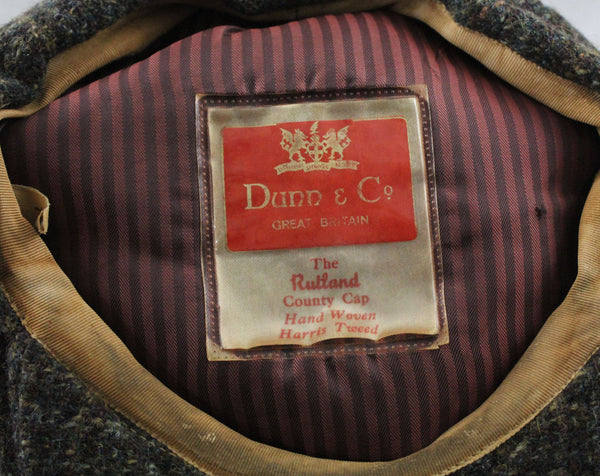 Dunn & Co.
GREAT BRITAIN
The
Rutland
County Cap
Hand Woven
Harris Tweed